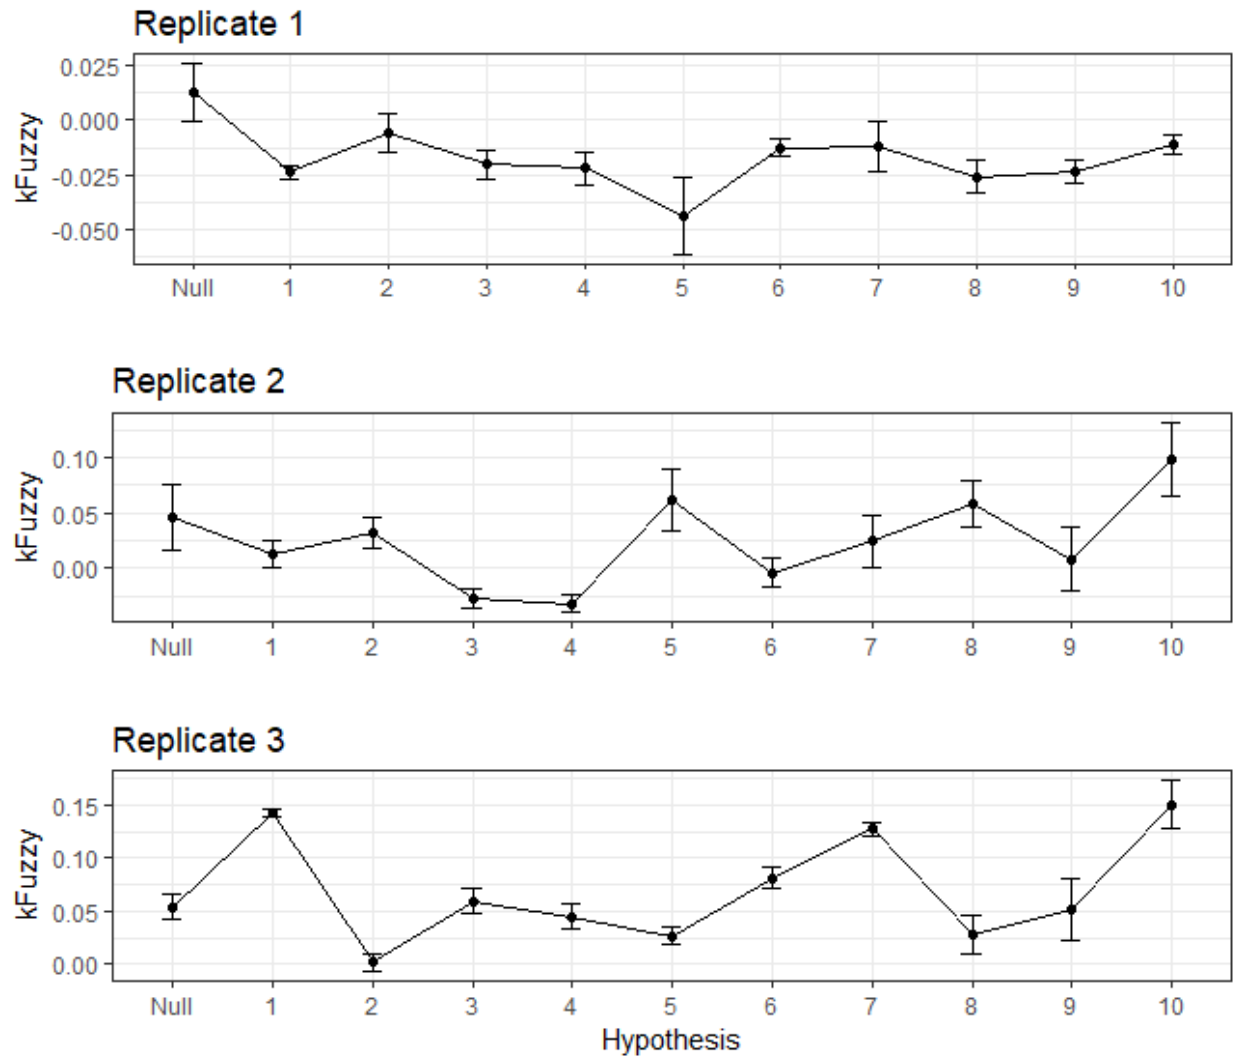 Replicate 1
kFuzzy
0.025
0.000
-0.025
-0.050
Null 1 2 3 4 5 6 7 8 9 10
Replicate 2
kFuzzy
0.10
0.05
0.00
Null 1 2 3 4 5 6 7 8 9 10
Replicate 3
kFuzzy
0.15
0.10
0.05
0.00
Null 1 2 3 4 5 6 7 8 9 10
Hypothesis